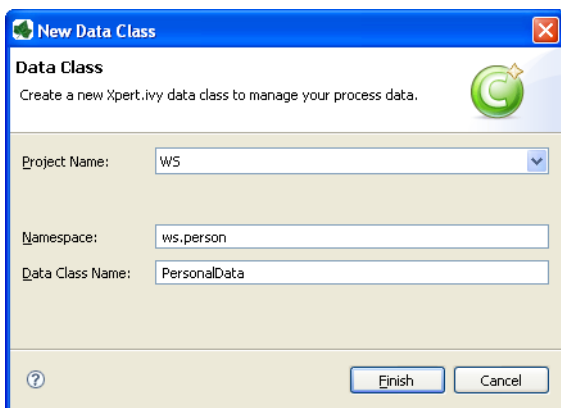 New Data Class
Data Class
Create a new Xpert.ivy data class to manage your process data.
Project Name: WS
Namespace: ws.person
Data Class Name: PersonalData
? Finish Cancel